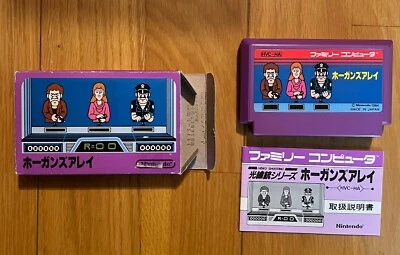 000000
R-00
000000
ホーガンズアレイ
Nintendo
HVC-HA
ファミリー コンピュータ
ホーガンズアレイ
© Nintendo 1984
MADE IN JAPAN
ファミリー コンピュータ
光線銃シリーズ ホーガンズアレイ
HVC-HA
取扱説明書
Nintendo